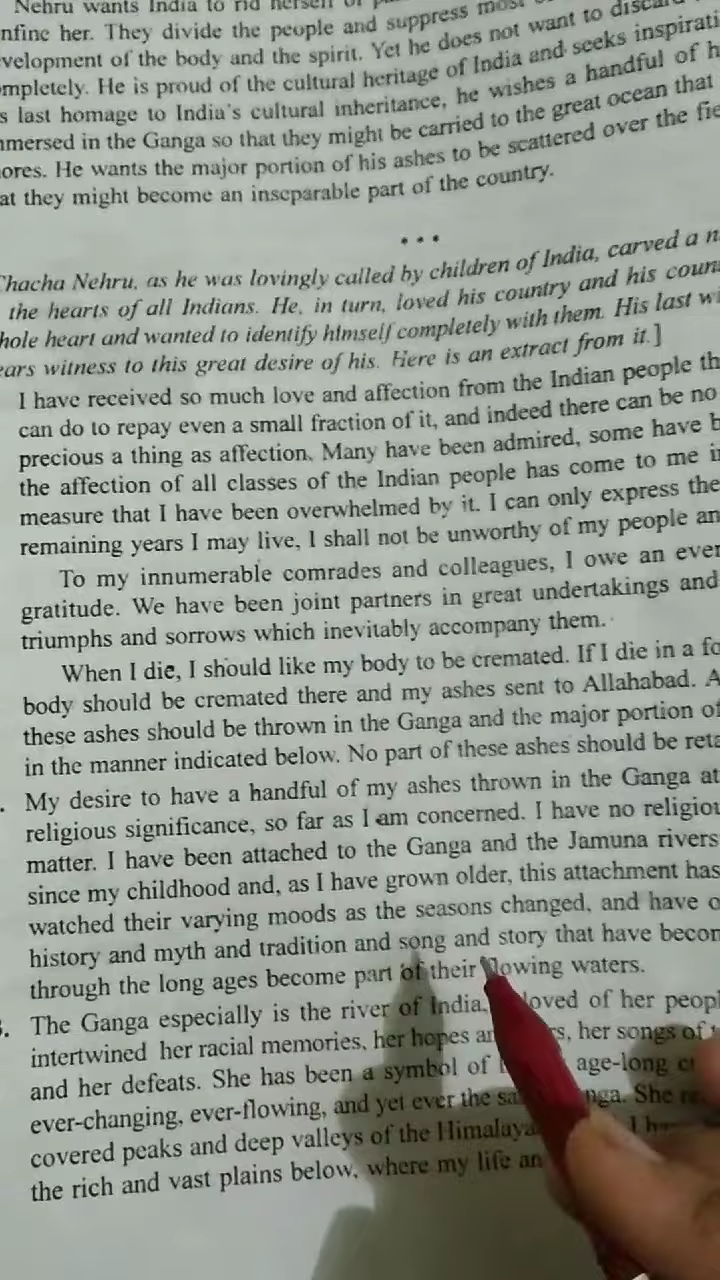 Nehru wants India to rid herself of
nfine her. They divide the people and suppress most
velopment of the body and the spirit. Yet he does not want to discard
mpletely. He is proud of the cultural heritage of India and seeks inspirati
s last homage to India's cultural inheritance, he wishes a handful of h
mmersed in the Ganga so that they might be carried to the great ocean that
ores. He wants the major portion of his ashes to be scattered over the fie
at they might become an inseparable part of the country.
• • •
Chacha Nehru, as he was lovingly called by children of India, carved a n
the hearts of all Indians. He, in turn, loved his country and his coun
hole heart and wanted to identify himself completely with them. His last wi
ears witness to this great desire of his. Here is an extract from it.]
I have received so much love and affection from the Indian people th
can do to repay even a small fraction of it, and indeed there can be no
precious a thing as affection. Many have been admired, some have b
the affection of all classes of the Indian people has come to me i
measure that I have been overwhelmed by it. I can only express the
remaining years I may live, I shall not be unworthy of my people an
To my innumerable comrades and colleagues, I owe an ever
gratitude. We have been joint partners in great undertakings and
triumphs and sorrows which inevitably accompany them.
When I die, I should like my body to be cremated. If I die in a fo
body should be cremated there and my ashes sent to Allahabad. A
these ashes should be thrown in the Ganga and the major portion of
in the manner indicated below. No part of these ashes should be reta
. My desire to have a handful of my ashes thrown in the Ganga at
religious significance, so far as I am concerned. I have no religiou
matter. I have been attached to the Ganga and the Jamuna rivers
since my childhood and, as I have grown older, this attachment has
watched their varying moods as the seasons changed, and have o
history and myth and tradition and song and story that have becom
through the long ages become part of their flowing waters.
. The Ganga especially is the river of India, loved of her peopl
intertwined her racial memories, her hopes an rs, her songs of
and her defeats. She has been a symbol of age-long
ever-changing, ever-flowing, and yet ever the sa nga. She
covered peaks and deep valleys of the Himalaya
the rich and vast plains below, where my life an